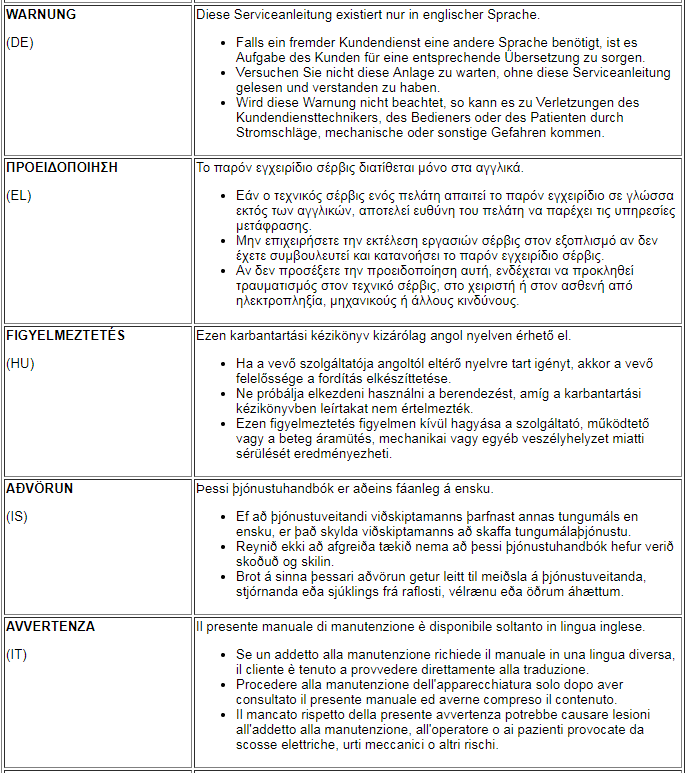 WARNUNG
(DE)
Diese Serviceanleitung existiert nur in englischer Sprache.
Falls ein fremder Kundendienst eine andere Sprache benötigt, ist es
Aufgabe des Kunden für eine entsprechende Übersetzung zu sorgen.
Versuchen Sie nicht diese Anlage zu warten, ohne diese Serviceanleitung
gelesen und verstanden zu haben.
Wird diese Warnung nicht beachtet, so kann es zu Verletzungen des
Kundendiensttechnikers, des Bedieners oder des Patienten durch
Stromschläge, mechanische oder sonstige Gefahren kommen.
ΠΡΟΕΙΔΟΠΟΙΗΣΗ
(EL)
Το παρόν εγχειρίδιο σέρβις διατίθεται μόνο στα αγγλικά.
Εάν ο τεχνικός σέρβις ενός πελάτη απαιτεί το παρόν εγχειρίδιο σε γλώσσα
εκτός των αγγλικών, αποτελεί ευθύνη του πελάτη να παρέχει τις υπηρεσίες
μετάφρασης.
Μην επιχειρήσετε την εκτέλεση εργασιών σέρβις στον εξοπλισμό αν δεν
έχετε συμβουλευτεί και κατανοήσει το παρόν εγχειρίδιο σέρβις.
Αν δεν προσέξετε την προειδοποίηση αυτή, ενδέχεται να προκληθεί
τραυματισμός στον τεχνικό σέρβις, στο χειριστή ή στον ασθενή από
ηλεκτροπληξία, μηχανικούς ή άλλους κινδύνους.
FIGYELMEZTETÉS
(HU)
Ezen karbantartási kézikönyv kizárólag angol nyelven érhető el.
Ha a vevő szolgáltatója angoltól eltérő nyelvre tart igényt, akkor a vevő
felelőssége a fordítás elkészíttetése.
Ne próbálja elkezdeni használni a berendezést, amíg a karbantartási
kézikönyvben leírtakat nem értelmezték.
Ezen figyelmeztetés figyelmen kívül hagyása a szolgáltató, működtető
vagy a beteg áramütés, mechanikai vagy egyéb veszélyhelyzet miatti
sérülését eredményezheti.
AÐVÖRUN
(IS)
Þessi þjónustuhandbók er aðeins fáanleg á ensku.
Ef að þjónustuveitandi viðskiptamanns þarfnast annas tungumáls en
ensku, er það skylda viðskiptamanns að skaffa tungumálaþjónustu.
Reynið ekki að afgreiða tækið nema að þessi þjónustuhandbók hefur verið
skoðuð og skilin.
Brot á sinna þessari aðvörun getur leitt til meiðsla á þjónustuveitanda,
stjórnanda eða sjúklings frá raflosti, vélrænu eða öðrum áhættum.
AVVERTENZA
(IT)
Il presente manuale di manutenzione è disponibile soltanto in lingua inglese.
Se un addetto alla manutenzione richiede il manuale in una lingua diversa,
il cliente è tenuto a provvedere direttamente alla traduzione.
Procedere alla manutenzione dell'apparecchiatura solo dopo aver
consultato il presente manuale ed averne compreso il contenuto.
Il mancato rispetto della presente avvertenza potrebbe causare lesioni
all'addetto alla manutenzione, all'operatore o ai pazienti provocate da
scosse elettriche, urti meccanici o altri rischi.